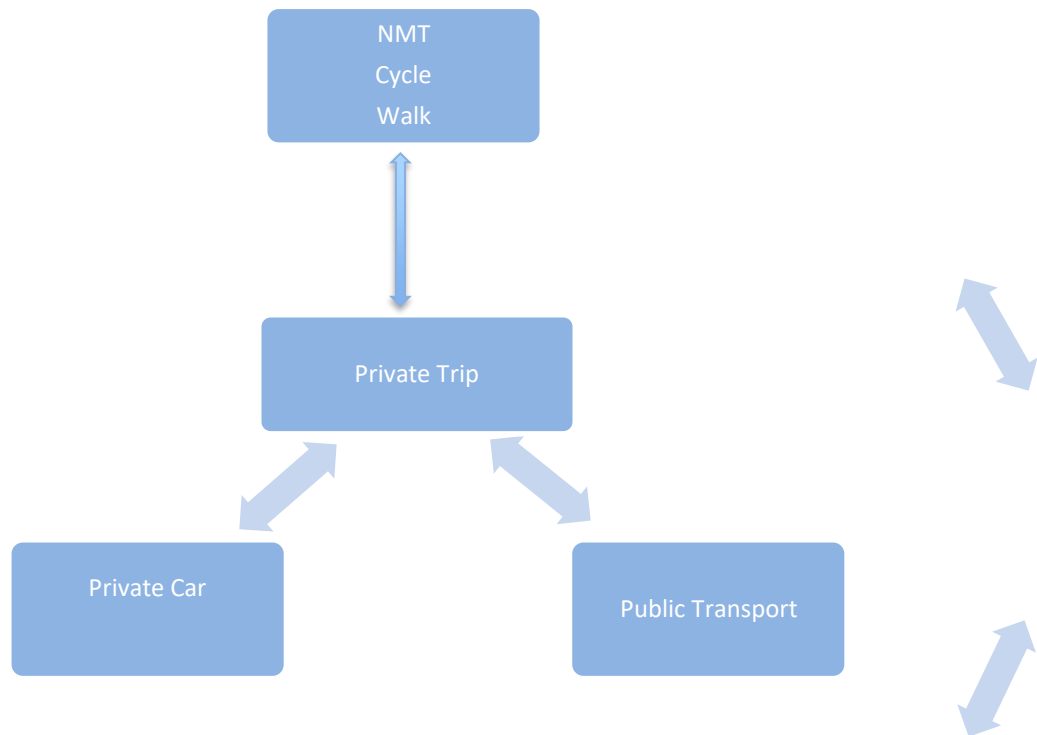 NMT
Cycle
Walk
Private Trip
Private Car
Public Transport